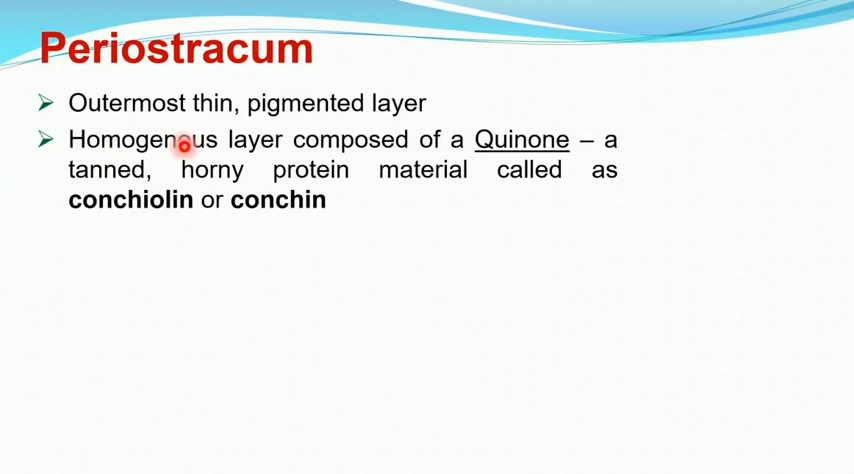 Periostracum
Outermost thin, pigmented layer
Homogenous layer composed of a Quinone – a
tanned, horny protein material called as
conchiolin or conchin